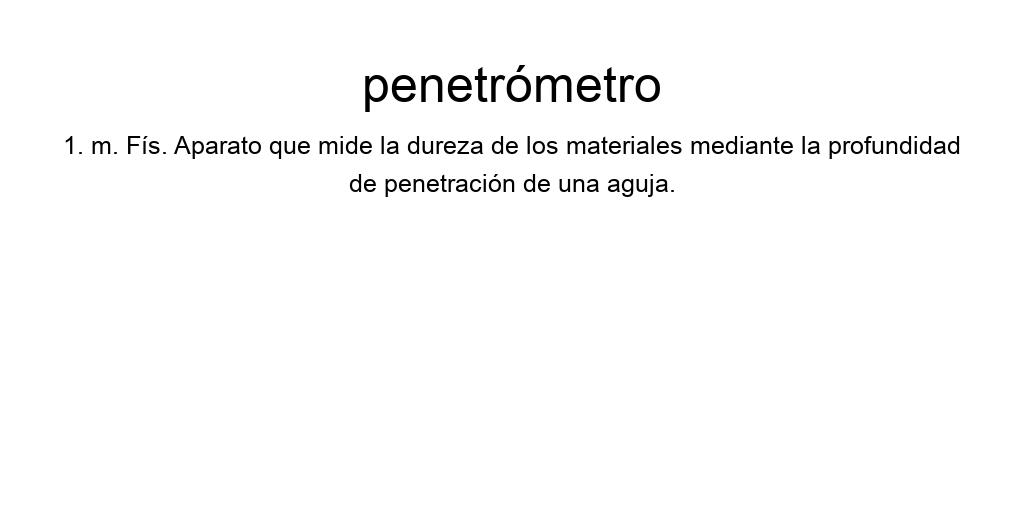 penetrómetro
1. m. Fís. Aparato que mide la dureza de los materiales mediante la profundidad
de penetración de una aguja.